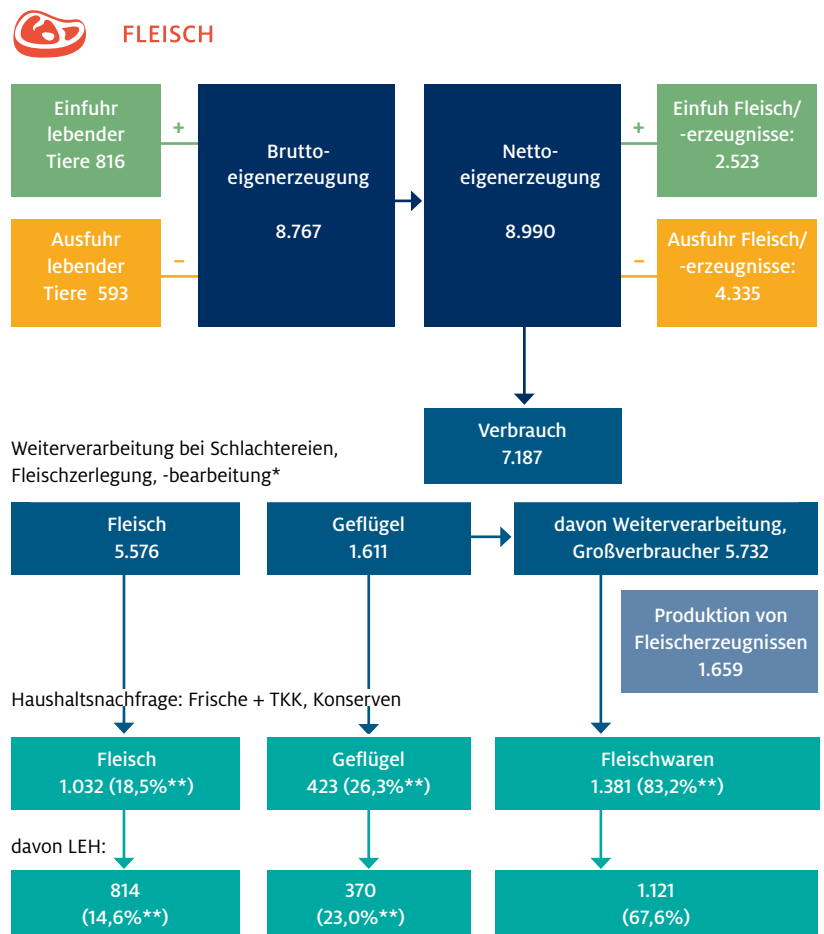 FLEISCH
Einfuhr
lebender
Tiere 816
+
Brutto-
eigenerzeugung
8.767
Netto-
eigenerzeugung
8.990
+
Einfuh Fleisch/
-erzeugnisse:
2.523
Ausfuhr
lebender
Tiere 593
–
–
Ausfuhr Fleisch/
-erzeugnisse:
4.335
Verbrauch
7.187
Weiterverarbeitung bei Schlachtereien,
Fleischzerlegung, -bearbeitung*
Fleisch
5.576
Geflügel
1.611
davon Weiterverarbeitung,
Großverbraucher 5.732
Produktion von
Fleischerzeugnissen
1.659
Haushaltsnachfrage: Frische + TKK, Konserven
Fleisch
1.032 (18,5%**)
Geflügel
423 (26,3%**)
Fleischwaren
1.381 (83,2%**)
davon LEH:
814
(14,6%**)
370
(23,0%**)
1.121
(67,6%)